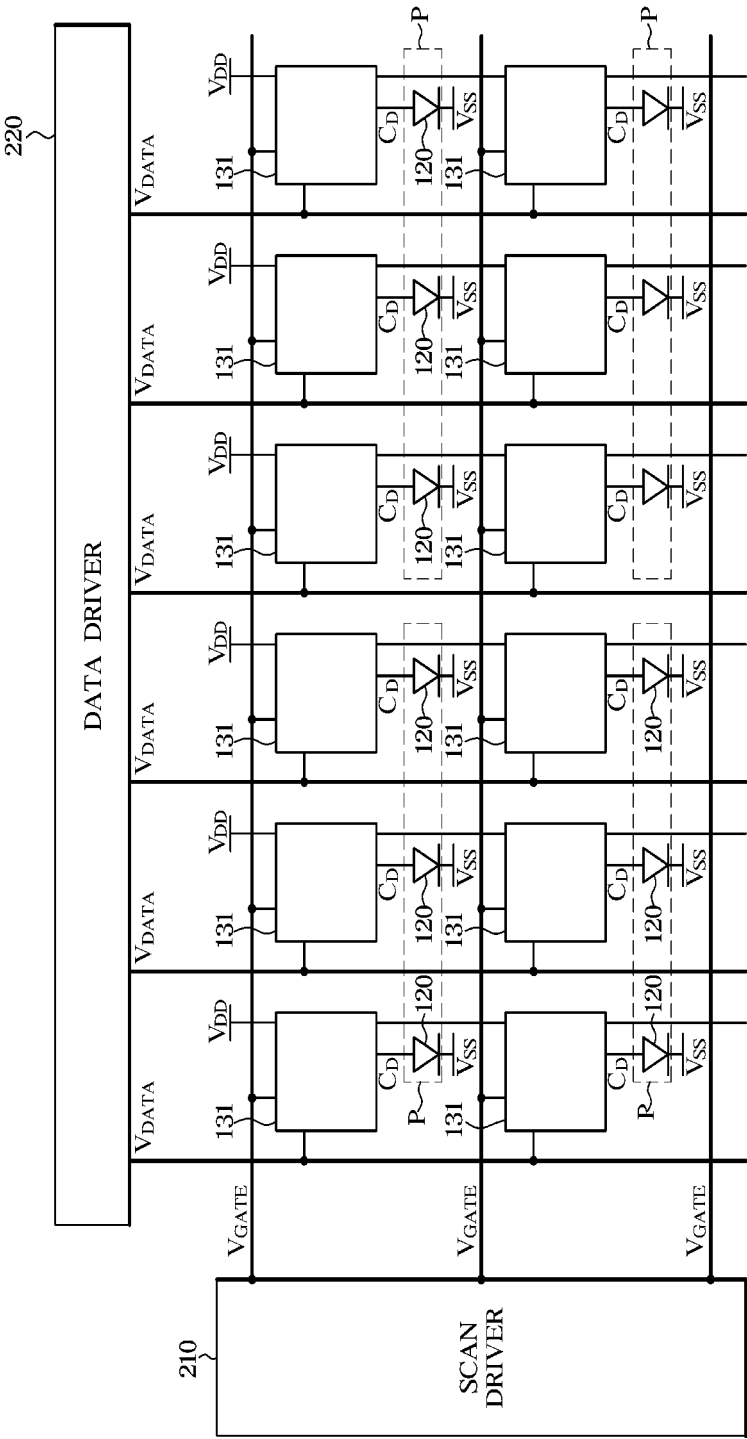 220
DATA DRIVER
VDATA VDATA VDATA VDATA VDATA VDATA
210
VDD VDD VDD VDD VDD VDD
131 131 131 131 131 131
VGATE
CD CD CD CD CD CD
P 120 120 120 120 120 120 P
VSS VSS VSS VSS VSS VSS
SCAN
DRIVER
VGATE
131 131 131 131 131 131
CD CD CD CD CD CD
P 120 120 120 P
VSS VSS VSS VSS VSS VSS
VGATE